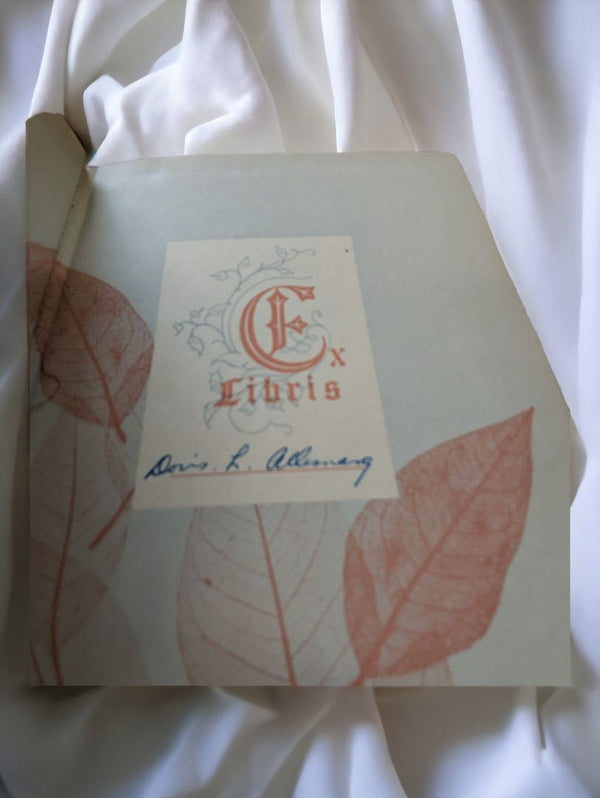 Ex
Libris
Doris. L. Allemang